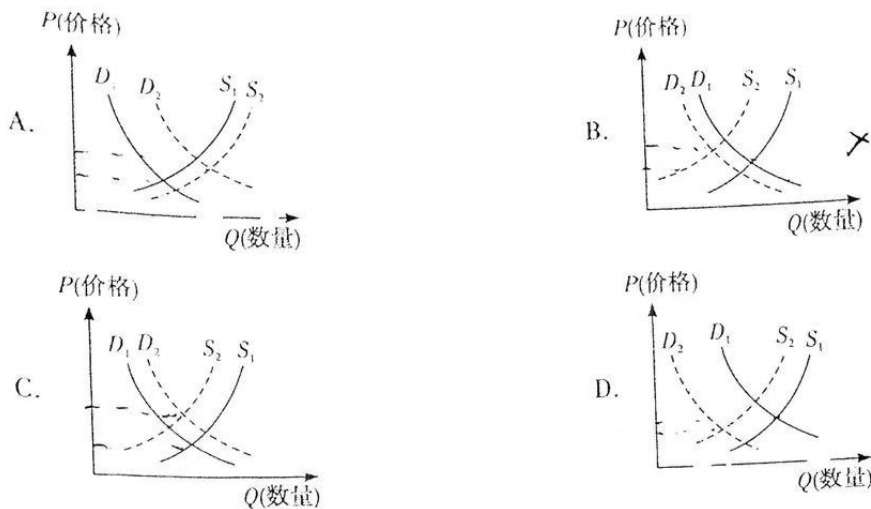 P(价格)
D₁ D₂ S₁ S₂
A.
Q(数量)
P(价格)
D₂ D₁ S₂ S₁
B.
Q(数量)
P(价格)
D₁ D₂ S₂ S₁
C.
Q(数量)
P(价格)
D₂ D₁ S₂ S₁
D.
Q(数量)